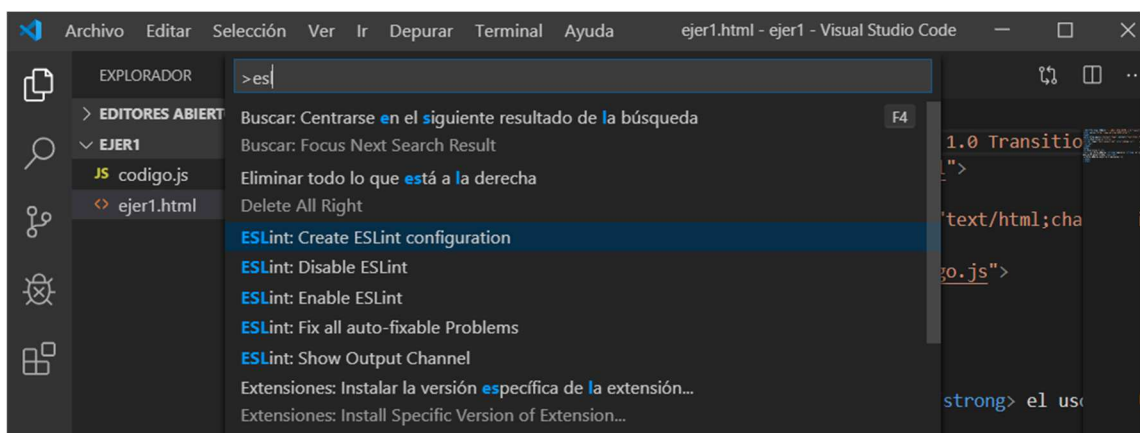 Archivo Editar Selección Ver Ir Depurar Terminal Ayuda ejer1.html - ejer1 - Visual Studio Code
EXPLORADOR
EDITORES ABIERT
EJER1
JS codigo.js
ejer1.html
>esl
Buscar: Centrarse en el siguiente resultado de la búsqueda F4
Buscar: Focus Next Search Result
Eliminar todo lo que está a la derecha
Delete All Right
ESLint: Create ESLint configuration
ESLint: Disable ESLint
ESLint: Enable ESLint
ESLint: Fix all auto-fixable Problems
ESLint: Show Output Channel
Extensiones: Instalar la versión específica de la extensión...
Extensiones: Install Specific Version of Extension...
1.0 Transitio
">
"text/html;cha
go.js">
strong> el uso